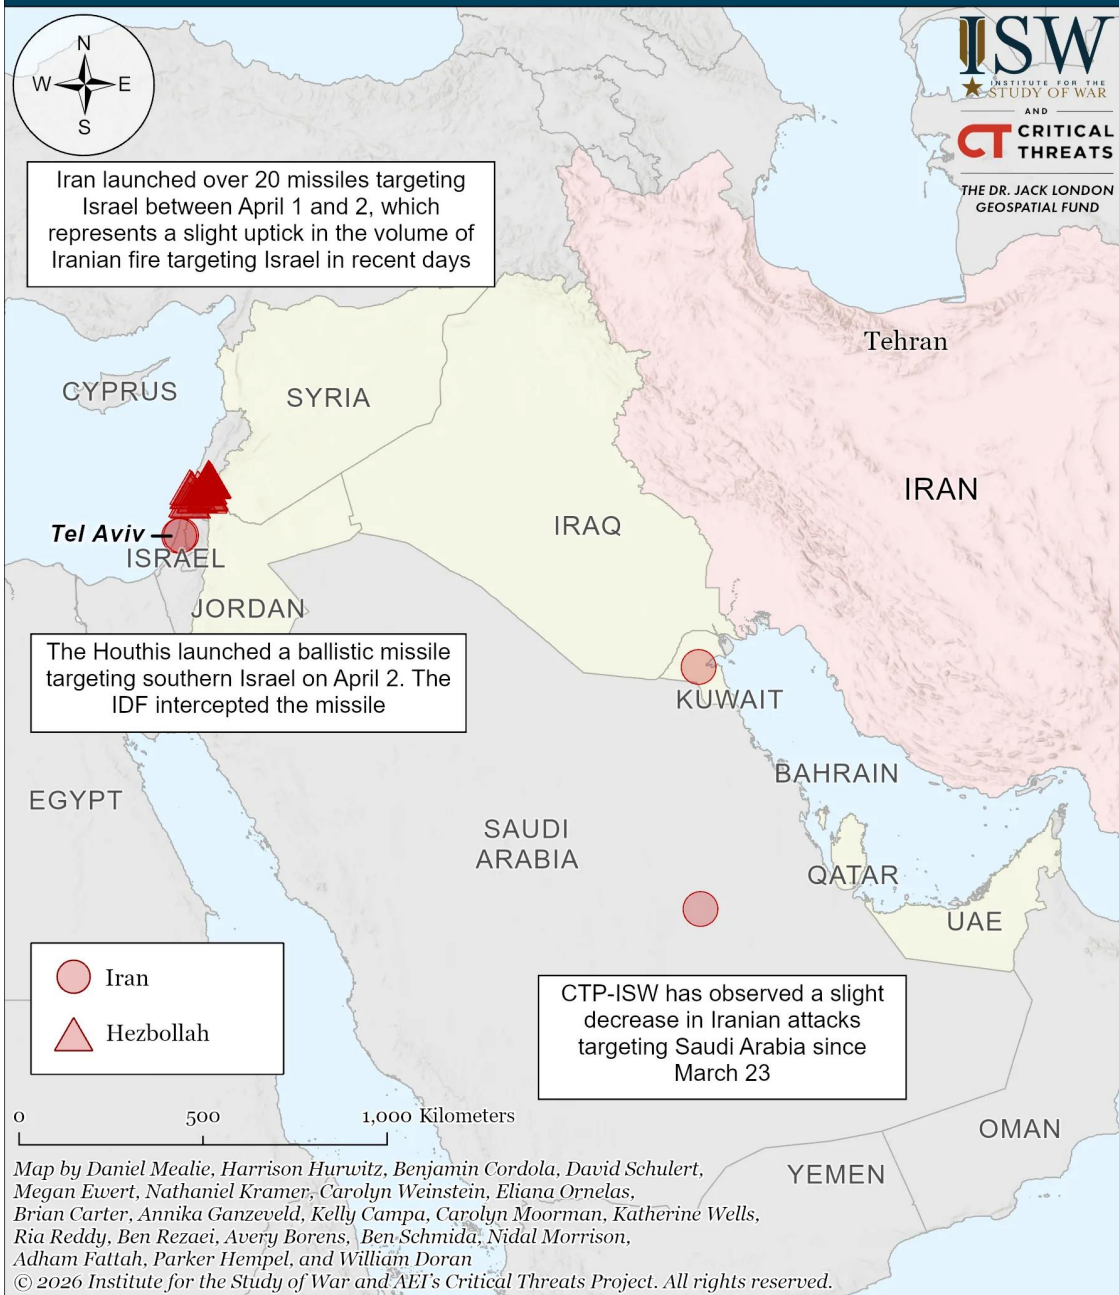 N
W
E
S
ISW
INSTITUTE FOR THE
STUDY OF WAR
AND
CT CRITICAL
THREATS
THE DR. JACK LONDON
GEOSPATIAL FUND
Iran launched over 20 missiles targeting
Israel between April 1 and 2, which
represents a slight uptick in the volume of
Iranian fire targeting Israel in recent days
Tehran
CYPRUS
SYRIA
IRAN
IRAQ
Tel Aviv
ISRAEL
JORDAN
The Houthis launched a ballistic missile
targeting southern Israel on April 2. The
IDF intercepted the missile
KUWAIT
BAHRAIN
EGYPT
SAUDI
ARABIA
QATAR
UAE
Iran
Hezbollah
CTP-ISW has observed a slight
decrease in Iranian attacks
targeting Saudi Arabia since
March 23
0 500 1,000 Kilometers
OMAN
YEMEN
Map by Daniel Mealie, Harrison Hurwitz, Benjamin Cordola, David Schulert,
Megan Ewert, Nathaniel Kramer, Carolyn Weinstein, Eliana Ornelas,
Brian Carter, Annika Ganzeveld, Kelly Campa, Carolyn Moorman, Katherine Wells,
Ria Reddy, Ben Rezaei, Avery Borens, Ben Schmida, Nidal Morrison,
Adham Fattah, Parker Hempel, and William Doran
© 2026 Institute for the Study of War and AEI's Critical Threats Project. All rights reserved.